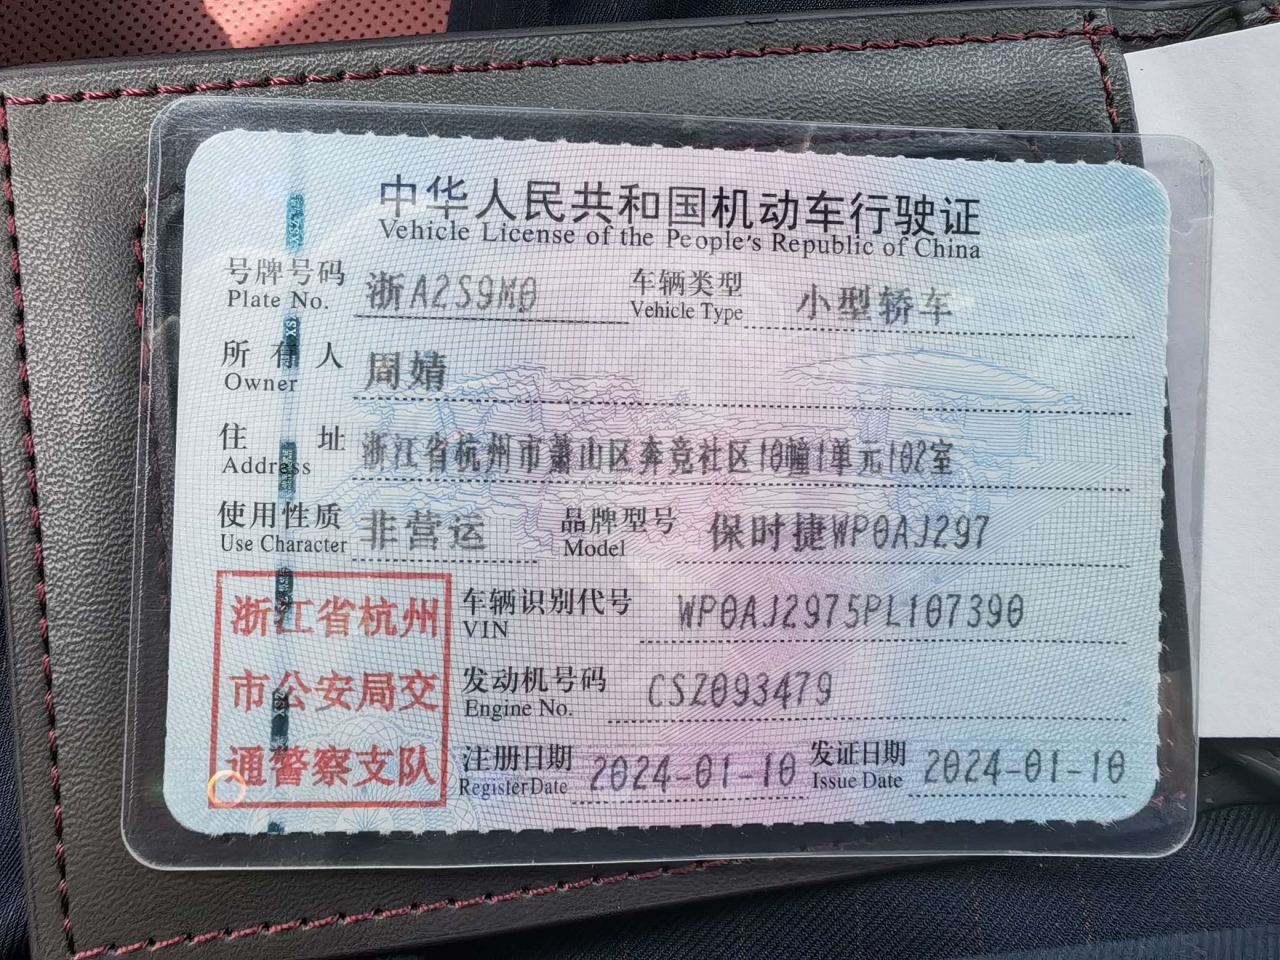 中华人民共和国机动车行驶证
Vehicle License of the People's Republic of China
号牌号码 浙A2S9M0 车辆类型 小型轿车
Plate No. Vehicle Type
所有人 周婧
Owner
住址 浙江省杭州市萧山区奔竞社区10幢1单元102室
Address
使用性质 非营运 品牌型号 保时捷WP0AJ297
Use Character Model
浙江省杭州
市公安局交
通警察支队
车辆识别代号 WP0AJ2975PL107390
VIN
发动机号码 CSZ093479
Engine No.
注册日期 2024-01-10 发证日期 2024-01-10
Register Date Issue Date